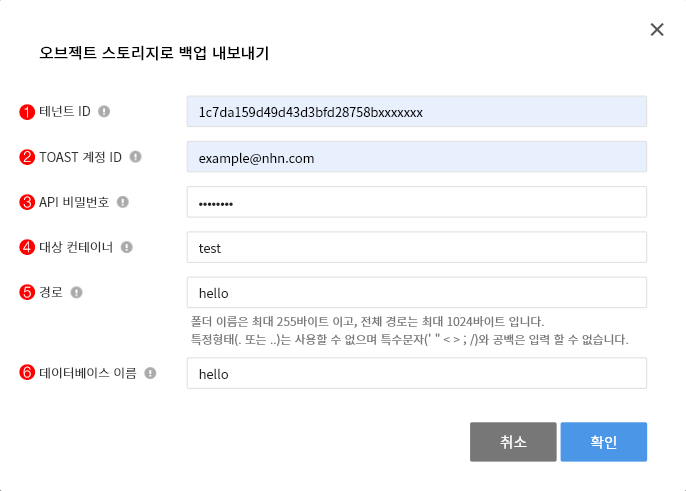 오브젝트 스토리지로 백업 내보내기
1 테넌트 ID
1c7da159d49d43d3bfd28758bxxxxxxx
2 TOAST 계정 ID
example@nhn.com
3 API 비밀번호
••••••••
4 대상 컨테이너
test
5 경로
hello
폴더 이름은 최대 255바이트 이고, 전체 경로는 최대 1024바이트 입니다.
특정형태(. 또는 ..)는 사용할 수 없으며 특수문자(' " < > ; /)와 공백은 입력 할 수 없습니다.
6 데이터베이스 이름
hello
취소
확인